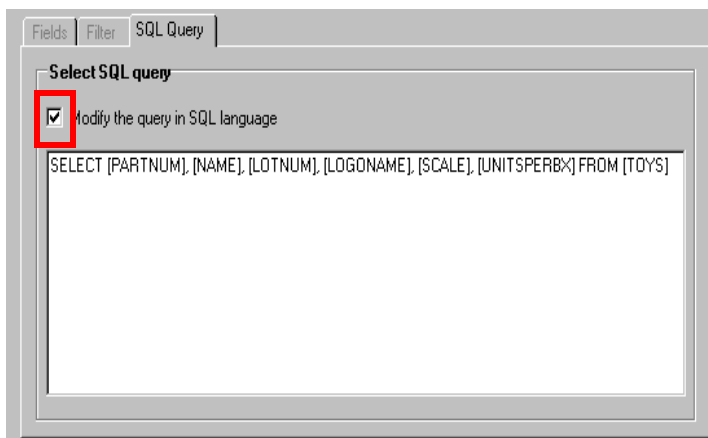 Fields Filter SQL Query
Select SQL query
Modify the query in SQL language
SELECT [PARTNUM], [NAME], [LOTNUM], [LOGONAME], [SCALE], [UNITSPERBX] FROM [TOYS]